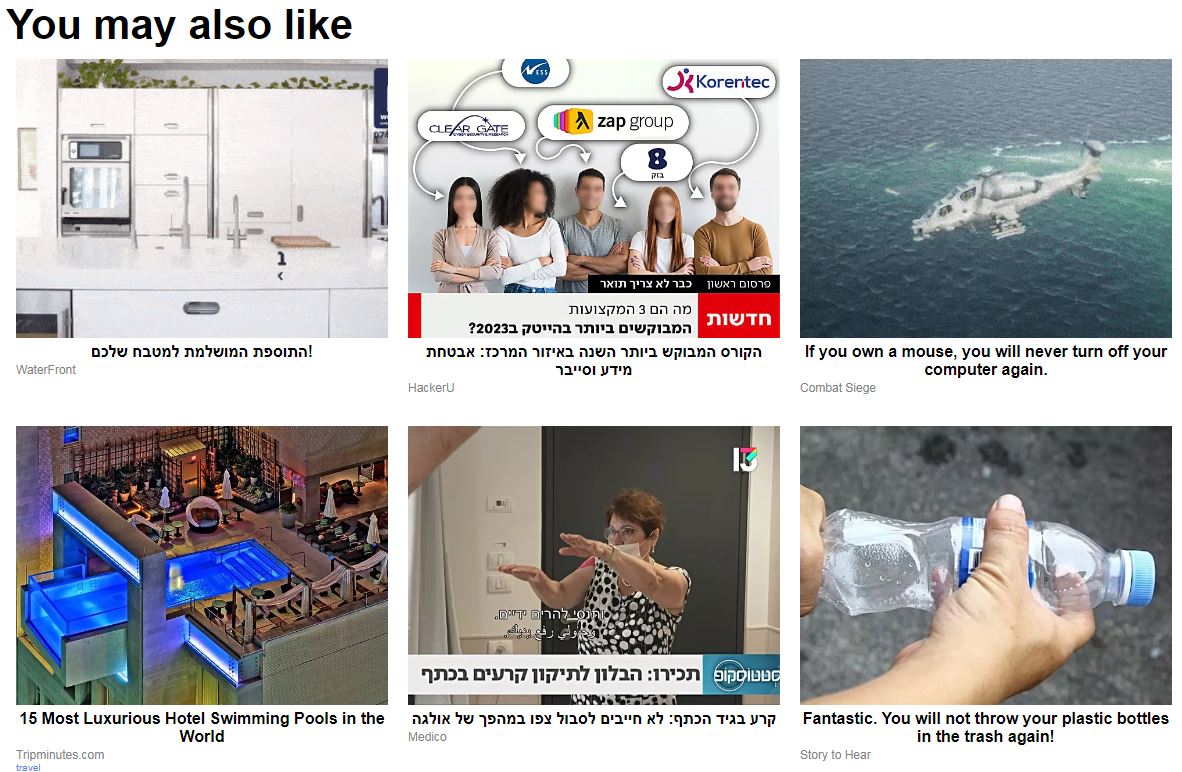 You may also like
התוספת המושלמת למטבח שלכם!
WaterFront
NESS
Korentec
CLEAR GATE
CYBER SECURITY & RESEARCH
zap group
בזק
פרסום ראשון
כבר לא צריך תואר
חדשות
מה הם 3 המקצועות
המבוקשים ביותר בהייטק ב2023?
הקורס המבוקש ביותר השנה באיזור המרכז: אבטחת
מידע וסייבר
HackerU
If you own a mouse, you will never turn off your
computer again.
Combat Siege
15 Most Luxurious Hotel Swimming Pools in the
World
Tripminutes.com
travel
13
ותנסי להרים ידיים.
סטטוסקופ
תכירו: הבלון לתיקון קרעים בכתף
קרע בגיד הכתף: לא חייבים לסבול צפו במהפך של אולגה
Medico
Fantastic. You will not throw your plastic bottles
in the trash again!
Story to Hear